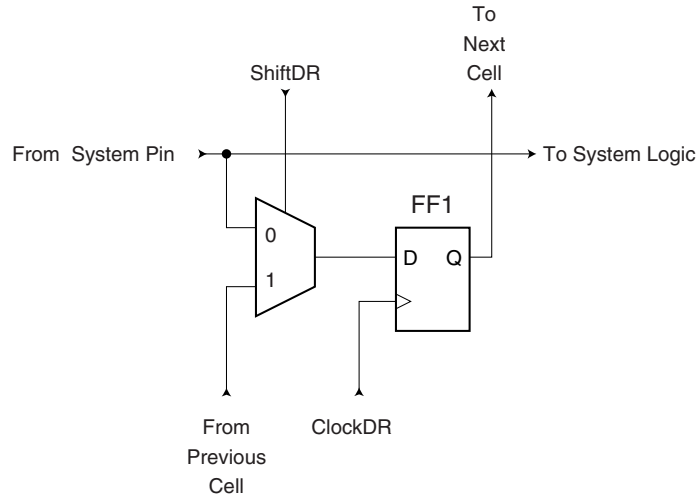 To
Next
Cell
ShiftDR
From System Pin
To System Logic
FF1
0
D Q
1
From
Previous
Cell
ClockDR